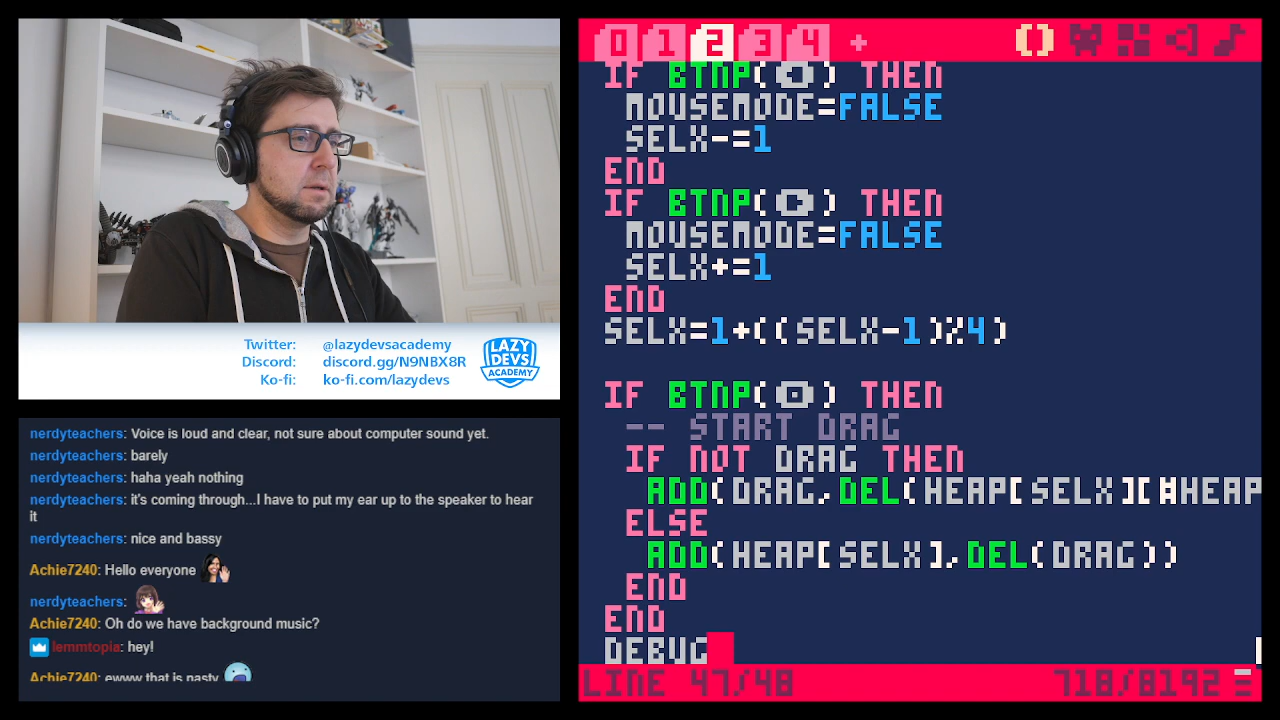 Twitter: @lazydevsacademy
Discord: discord.gg/N9NBX8R
Ko-fi: ko-fi.com/lazydevs
LAZY
DEVS
ACADEMY
nerdyteachers: Voice is loud and clear, not sure about computer sound yet.
nerdyteachers: barely
nerdyteachers: haha yeah nothing
nerdyteachers: it's coming through...I have to put my ear up to the speaker to hear
it
nerdyteachers: nice and bassy
Achie7240: Hello everyone
nerdyteachers:
Achie7240: Oh do we have background music?
lemmtopia: hey!
Achie7240: ewww that is nasty
0 1 2 3 4 +
IF BTNP(⬅️) THEN
MOUSEMODE=FALSE
SELX-=1
END
IF BTNP(➡️) THEN
MOUSEMODE=FALSE
SELX+=1
END
SELX=1+((SELX-1)%4)
IF BTNP(🅾️) THEN
-- START DRAG
IF NOT DRAG THEN
ADD(DRAG,DEL(HEAP[SELX][#HEAP
ELSE
ADD(HEAP[SELX],DEL(DRAG))
END
END
DEBUG
LINE 47/48 718/8192